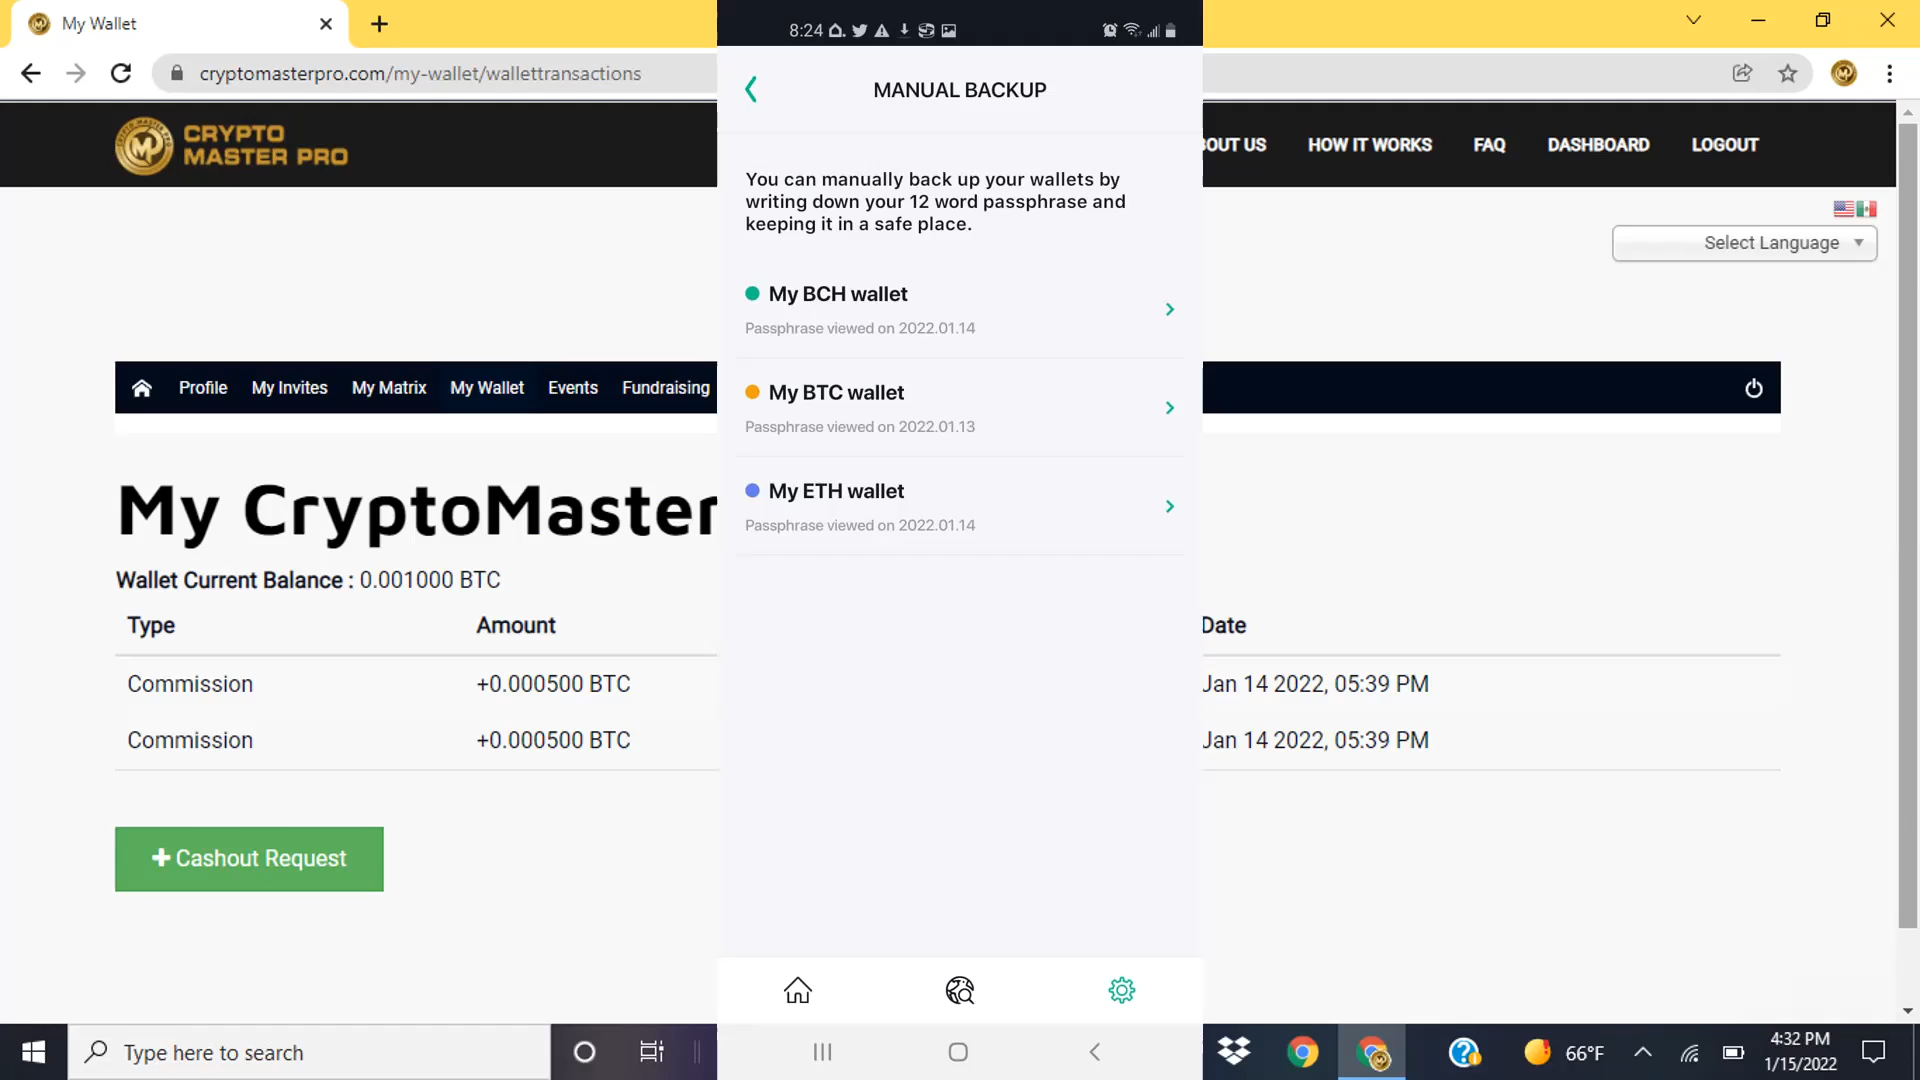 My Wallet
cryptomasterpro.com/my-wallet/wallettransactions
8:24
MANUAL BACKUP
CRYPTO
MASTER PRO
OUT US HOW IT WORKS FAQ DASHBOARD LOGOUT
You can manually back up your wallets by
writing down your 12 word passphrase and
keeping it in a safe place.
Select Language
My BCH wallet
Passphrase viewed on 2022.01.14
Profile My Invites My Matrix My Wallet Events Fundraising
My BTC wallet
Passphrase viewed on 2022.01.13
My ETH wallet
Passphrase viewed on 2022.01.14
My CryptoMaster
Wallet Current Balance : 0.001000 BTC
Type Amount Date
Commission +0.000500 BTC Jan 14 2022, 05:39 PM
Commission +0.000500 BTC Jan 14 2022, 05:39 PM
+ Cashout Request
Type here to search
66°F
4:32 PM
1/15/2022